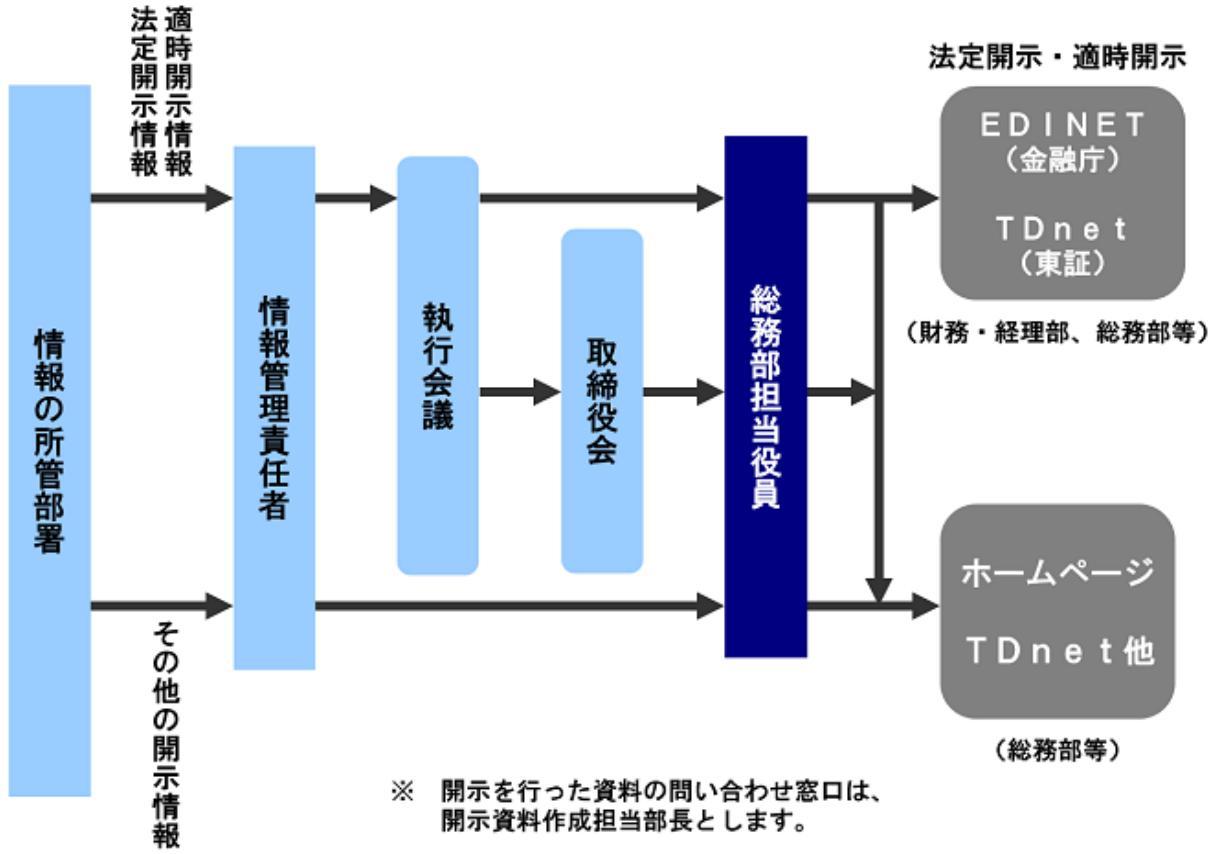 適時開示情報
法定開示情報
法定開示・適時開示
ＥＤＩＮＥＴ
（金融庁）
ＴＤｎｅｔ
（東証）
（財務・経理部、総務部等）
情報の所管部署
情報管理責任者
執行会議
取締役会
総務部担当役員
ホームページ
ＴＤｎｅｔ他
（総務部等）
その他の開示情報
※　開示を行った資料の問い合わせ窓口は、
開示資料作成担当部長とします。